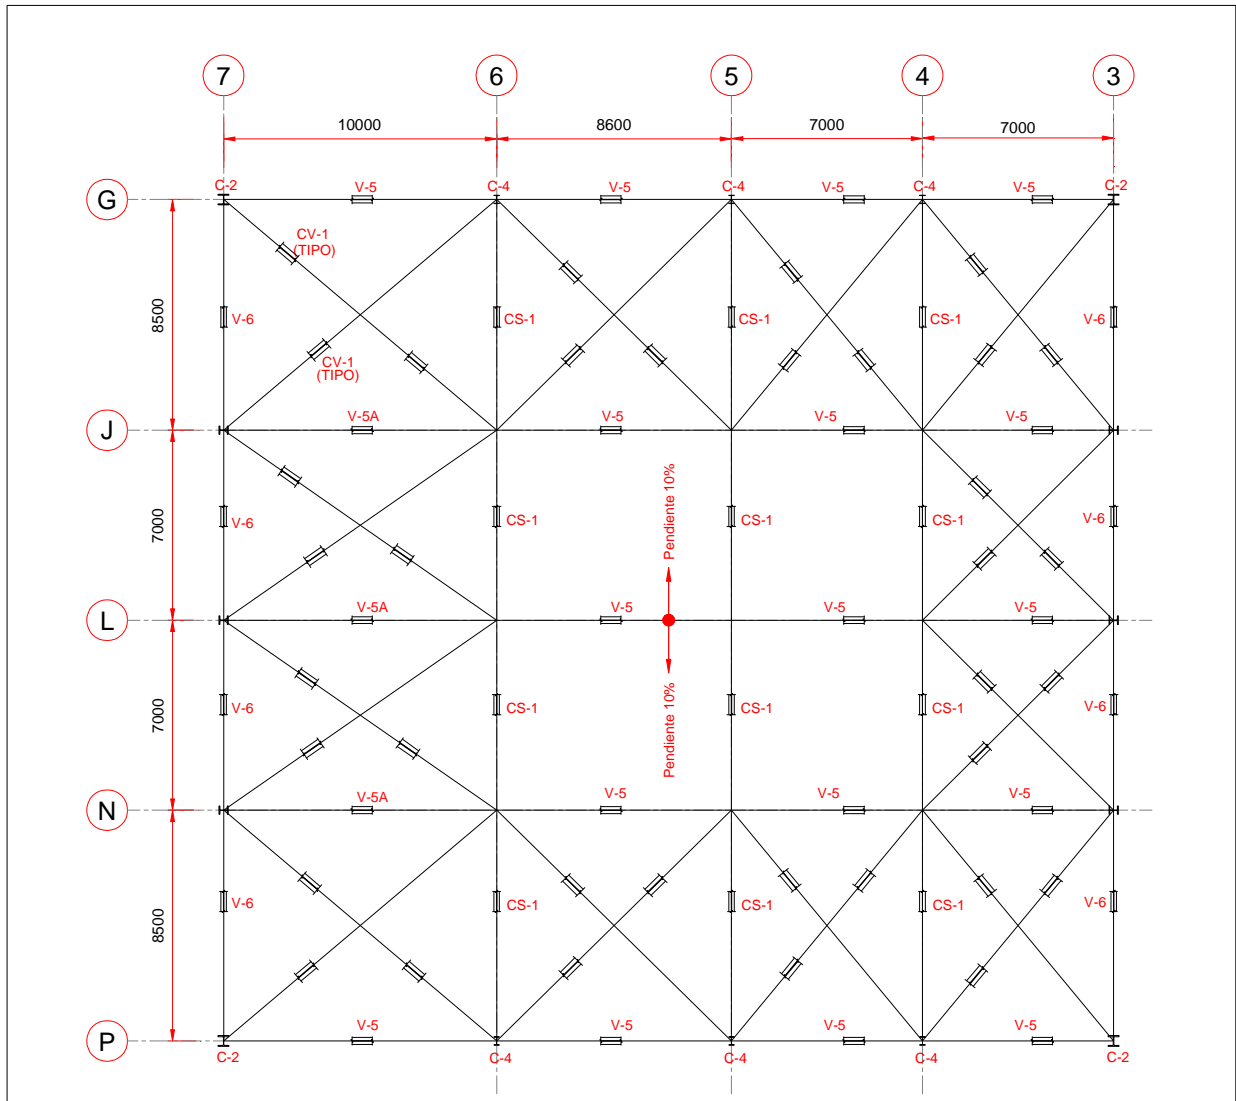 7 6 5 4 3
10000 8600 7000 7000
G
C-2 V-5 C-4 V-5 C-4 V-5 C-4 V-5 C-2
CV-1
(TIPO)
8500
V-6 CS-1 CS-1 CS-1 V-6
CV-1
(TIPO)
J
V-5A V-5 V-5 V-5
7000
Pendiente 10%
V-6 CS-1 CS-1 CS-1 V-6
L
V-5A V-5 V-5 V-5
7000
Pendiente 10%
V-6 CS-1 CS-1 CS-1 V-6
N
V-5A V-5 V-5 V-5
8500
V-6 CS-1 CS-1 CS-1 V-6
P
V-5 V-5 V-5 V-5
C-2 C-4 C-4 C-4 C-2